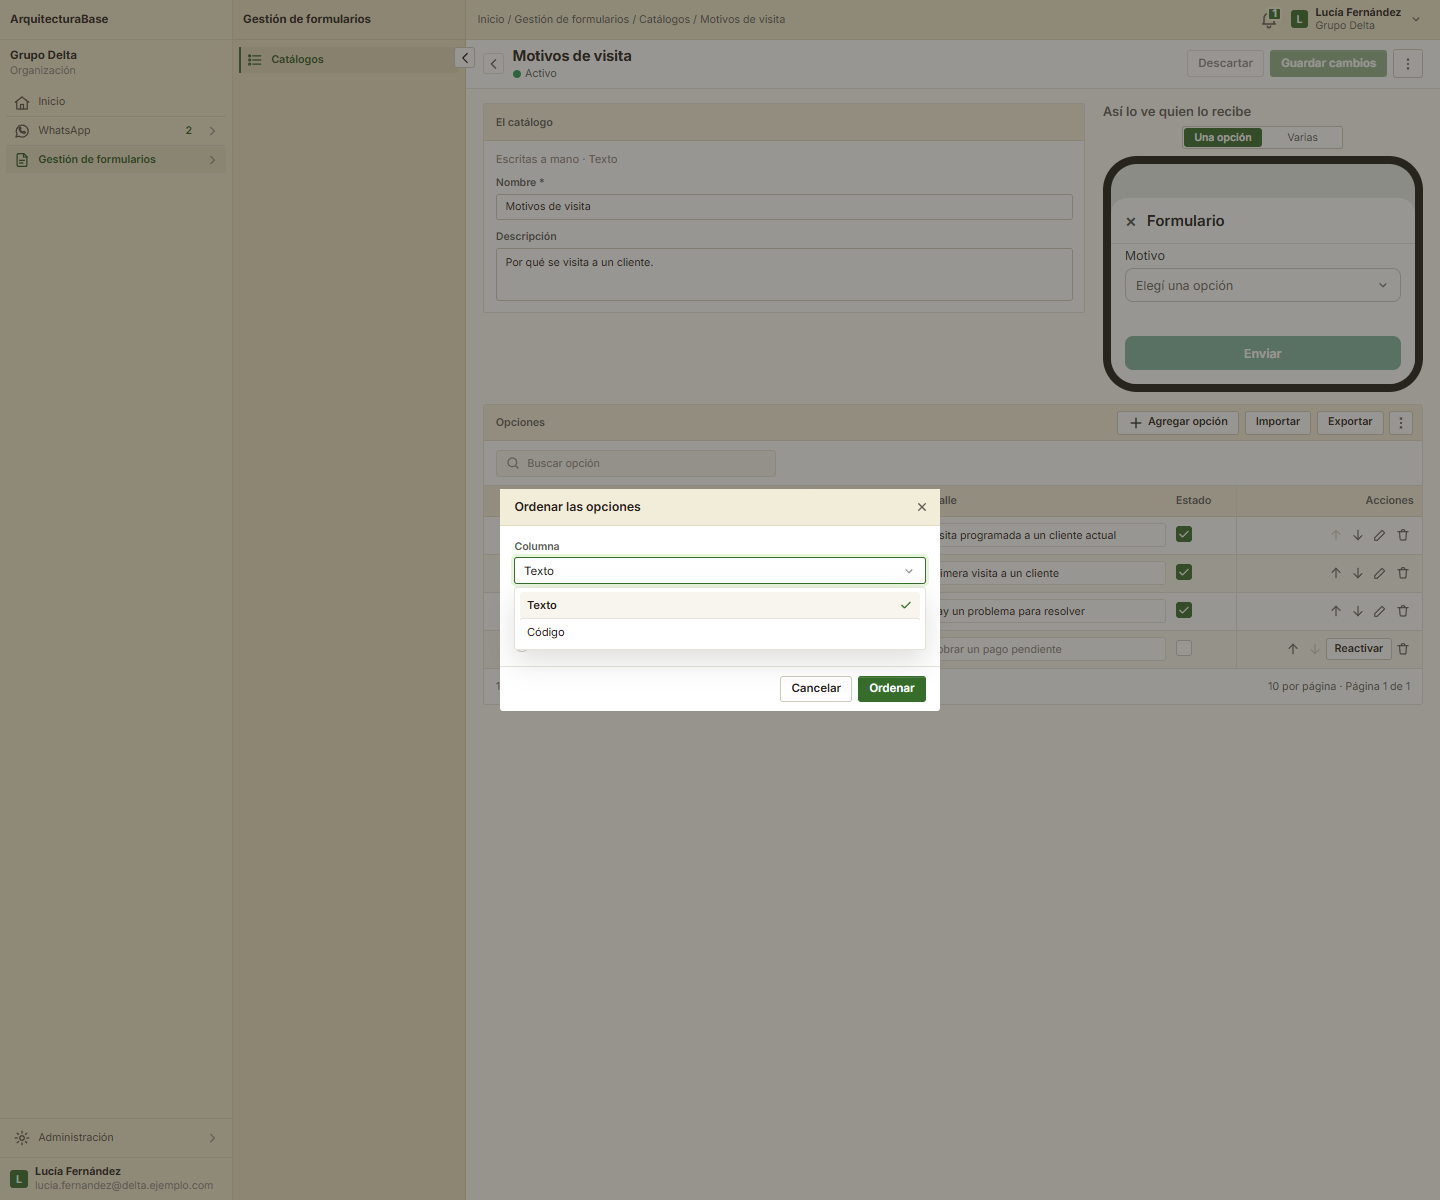 ArquitecturaBase
Gestión de formularios
Inicio / Gestión de formularios / Catálogos / Motivos de visita
1
L
Lucía Fernández
Grupo Delta
Grupo Delta
Organización
Inicio
WhatsApp 2
Gestión de formularios
Catálogos
Motivos de visita
Activo
Descartar
Guardar cambios
El catálogo
Escritas a mano · Texto
Nombre *
Motivos de visita
Descripción
Por qué se visita a un cliente.
Así lo ve quien lo recibe
Una opción
Varias
Formulario
Motivo
Elegí una opción
Enviar
Opciones
Agregar opción
Importar
Exportar
Buscar opción
Estado
Acciones
programada a un cliente actual
visita a un cliente
un problema para resolver
un pago pendiente
Reactivar
10 por página · Página 1 de 1
Ordenar las opciones
Columna
Texto
Texto
Código
Cancelar
Ordenar
Administración
L
Lucía Fernández
lucia.fernandez@delta.ejemplo.com